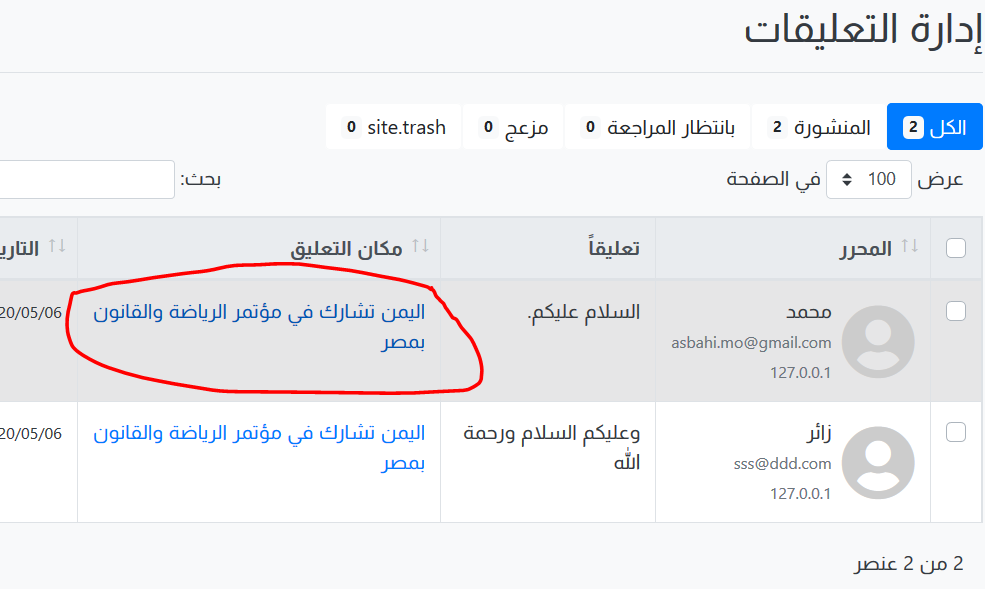 إدارة التعليقات
الكل 2 المنشورة 2 بانتظار المراجعة 0 مزعج 0 site.trash 0
عرض 100 في الصفحة بحث:
المحرر تعليقاً مكان التعليق
محمد
asbahi.mo@gmail.com
127.0.0.1
السلام عليكم.
اليمن تشارك في مؤتمر الرياضة والقانون
بمصر
20/05/06
زائر
sss@ddd.com
127.0.0.1
وعليكم السلام ورحمة
الله
اليمن تشارك في مؤتمر الرياضة والقانون
بمصر
20/05/06
2 من 2 عنصر